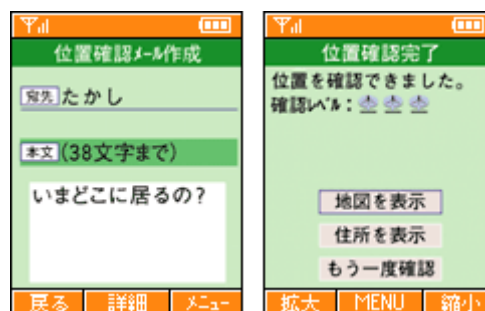 位置確認メール作成
宛先 たかし
本文 (38文字まで)
いまどこに居るの？
戻る 詳細 メニュー
位置確認完了
位置を確認できました。
確認レベル：
地図を表示
住所を表示
もう一度確認
拡大 MENU 縮小